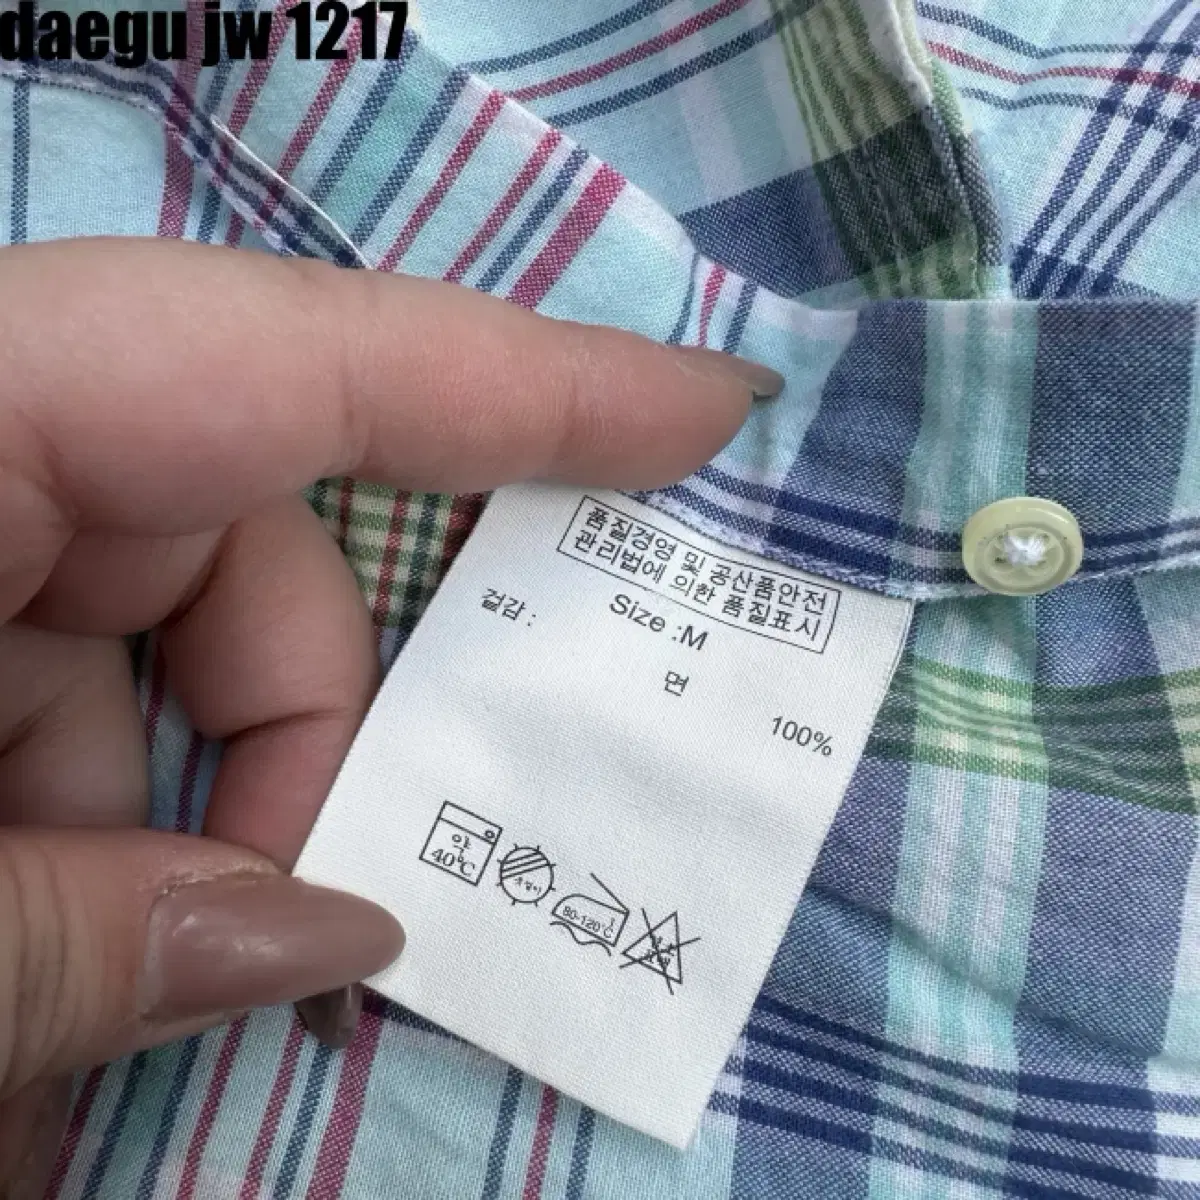 daegu jw 1217
품질경영 및 공산품안전
관리법에 의한 품질표시
Size :M
겉감 :
면
100%
약
40℃
80-120℃